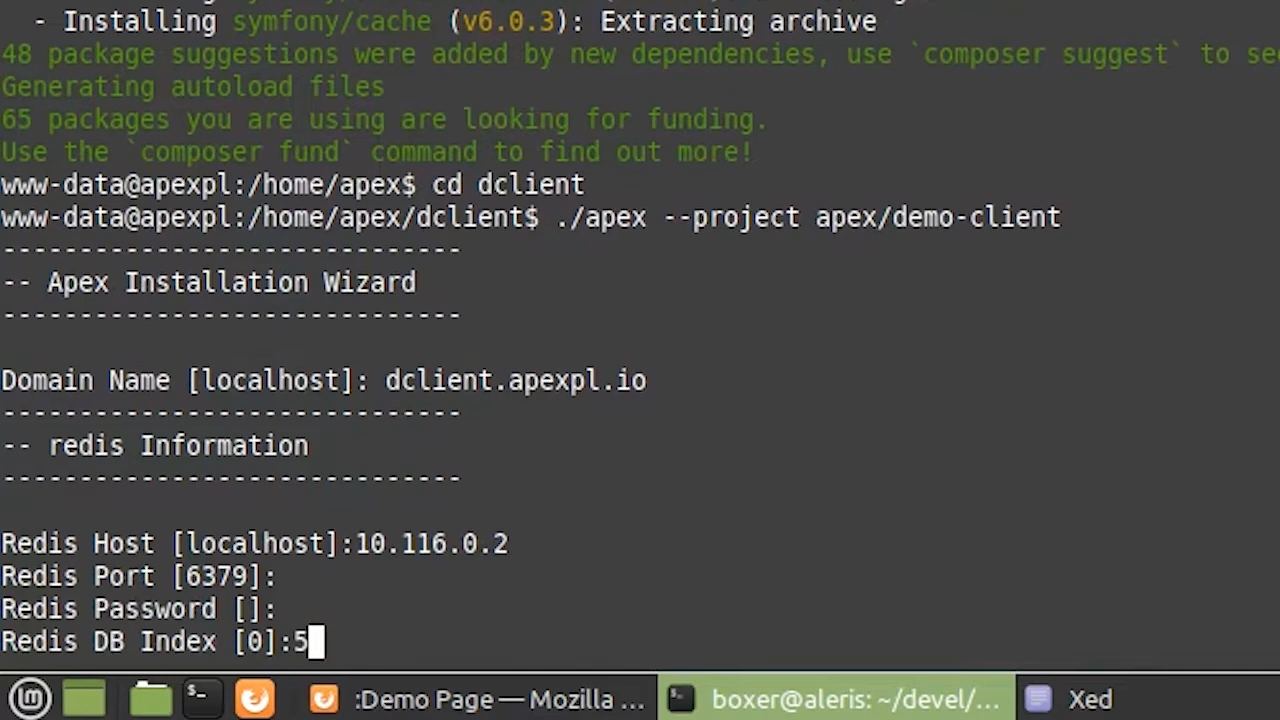 - Installing symfony/cache (v6.0.3): Extracting archive
48 package suggestions were added by new dependencies, use `composer suggest` to se
Generating autoload files
65 packages you are using are looking for funding.
Use the `composer fund` command to find out more!
www-data@apexpl:/home/apex$ cd dclient
www-data@apexpl:/home/apex/dclient$ ./apex --project apex/demo-client
------------------------------
-- Apex Installation Wizard
------------------------------
Domain Name [localhost]: dclient.apexpl.io
------------------------------
-- redis Information
------------------------------
Redis Host [localhost]:10.116.0.2
Redis Port [6379]:
Redis Password []:
Redis DB Index [0]:5
:Demo Page — Mozilla ... boxer@aleris: ~/devel/... Xed